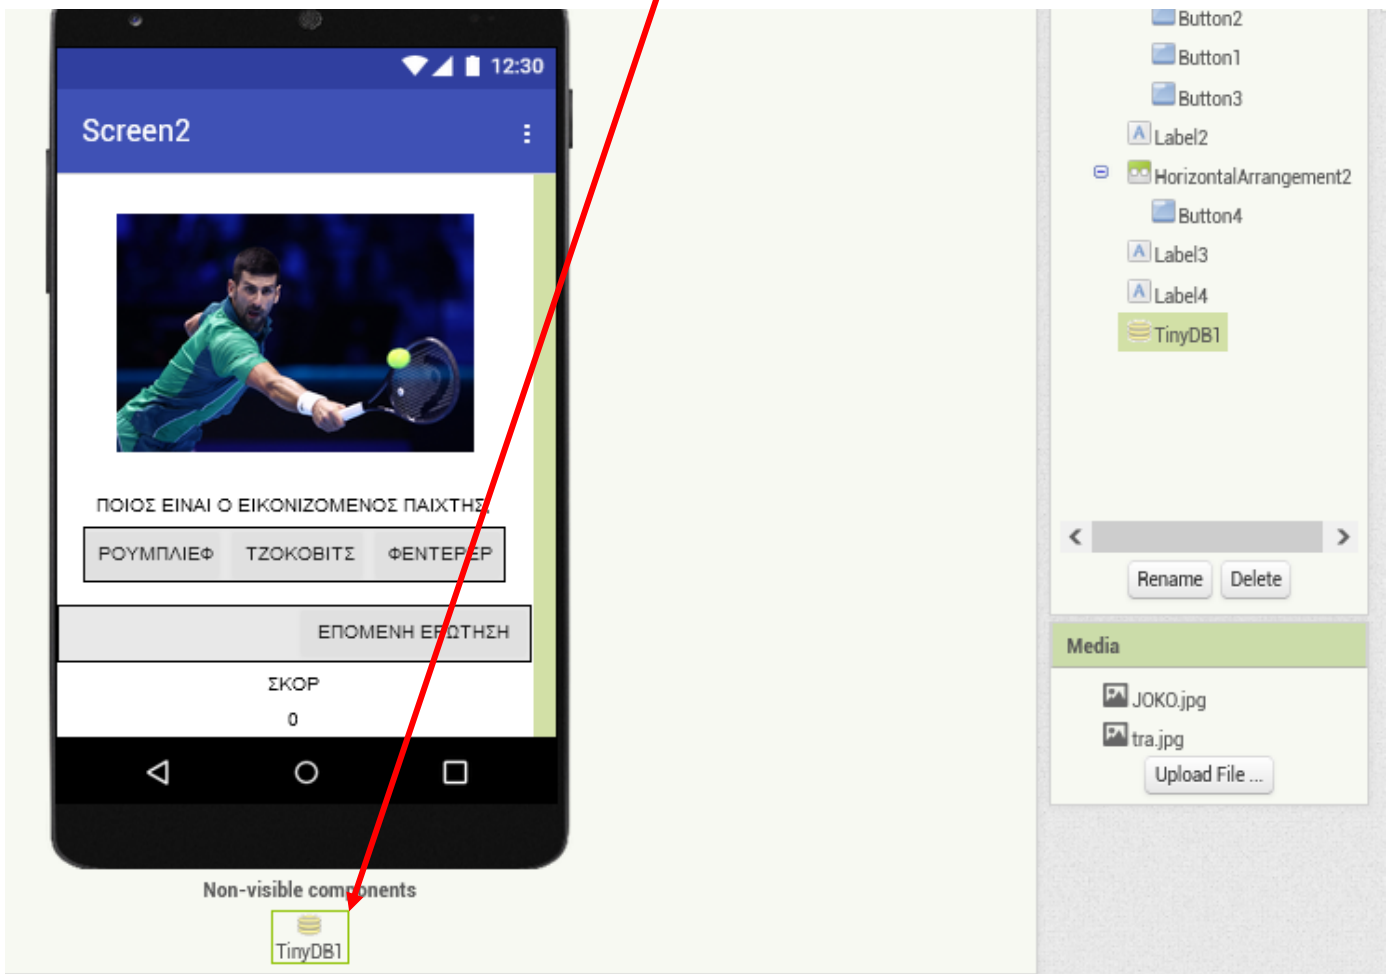 12:30
Screen2
ΠΟΙΟΣ ΕΙΝΑΙ Ο ΕΙΚΟΝΙΖΟΜΕΝΟΣ ΠΑΙΧΤΗΣ;
ΡΟΥΜΠΛΙΕΦ ΤΖΟΚΟΒΙΤΣ ΦΕΝΤΕΡΕΡ
ΕΠΟΜΕΝΗ ΕΡΩΤΗΣΗ
ΣΚΟΡ
0
Non-visible components
TinyDB1
Button2
Button1
Button3
Label2
HorizontalArrangement2
Button4
Label3
Label4
TinyDB1
Rename Delete
Media
JOKO.jpg
tra.jpg
Upload File ...